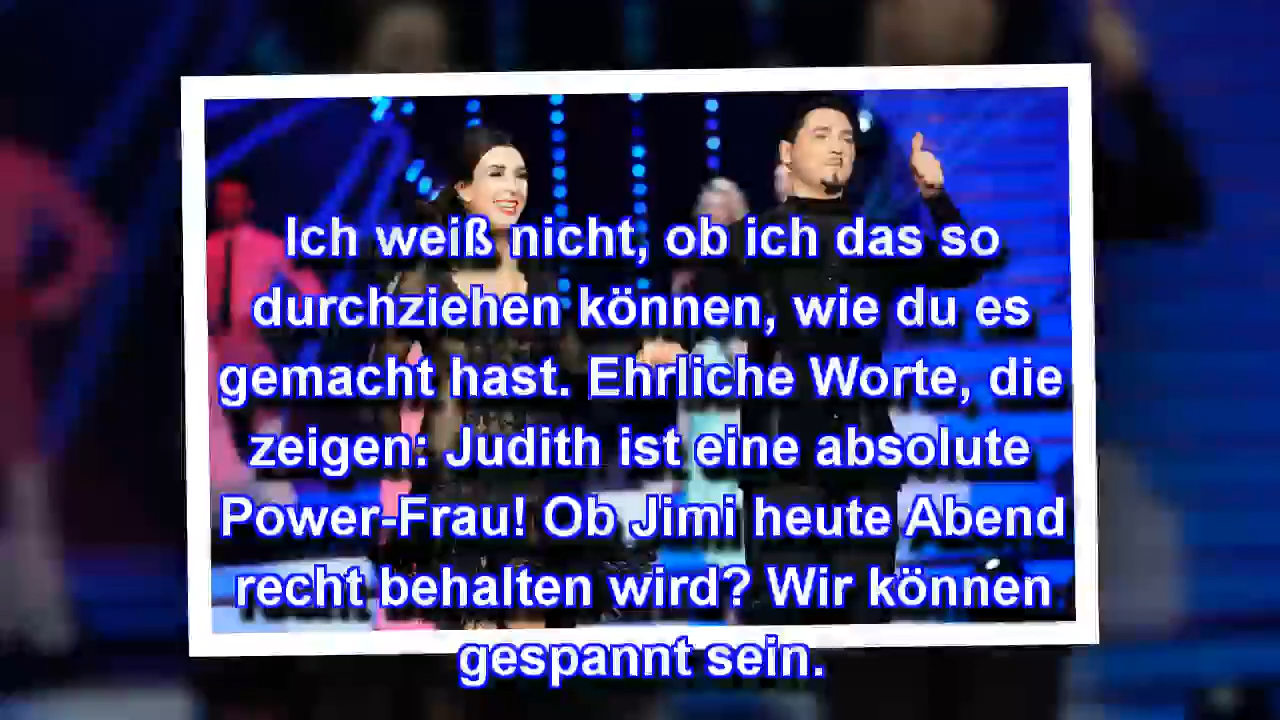 Ich weiß nicht, ob ich das so
durchziehen können, wie du es
gemacht hast. Ehrliche Worte, die
zeigen: Judith ist eine absolute
Power-Frau! Ob Jimi heute Abend
recht behalten wird? Wir können
gespannt sein.